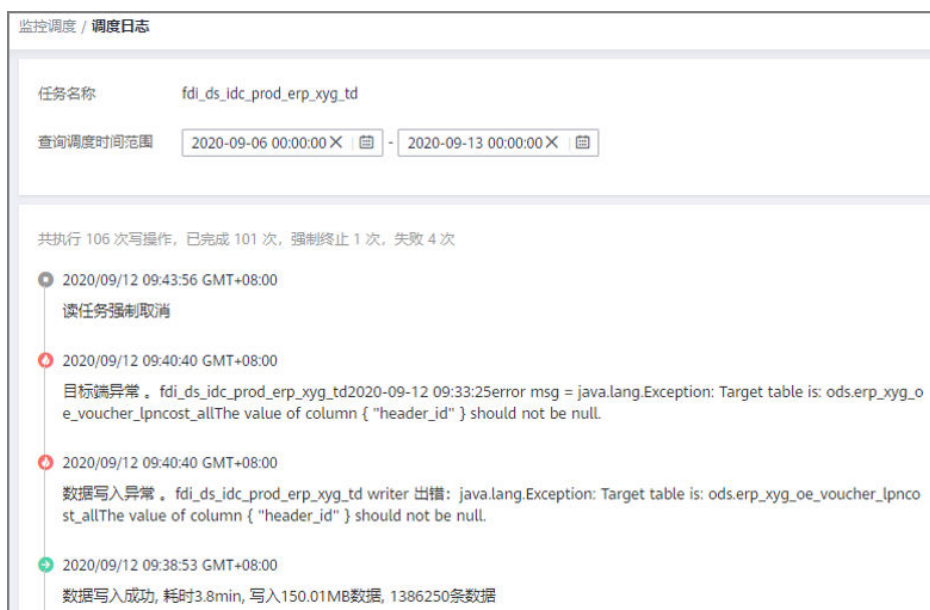 监控调度 / 调度日志
任务名称 fdi_ds_idc_prod_erp_xyg_td
查询调度时间范围 2020-09-06 00:00:00 - 2020-09-13 00:00:00
共执行 106 次写操作，已完成 101 次，强制终止 1 次，失败 4 次
2020/09/12 09:43:56 GMT+08:00
读任务强制取消
2020/09/12 09:40:40 GMT+08:00
目标端异常 。fdi_ds_idc_prod_erp_xyg_td2020-09-12 09:33:25error msg = java.lang.Exception: Target table is: ods.erp_xyg_o
e_voucher_lpncost_allThe value of column { "header_id" } should not be null.
2020/09/12 09:40:40 GMT+08:00
数据写入异常 。fdi_ds_idc_prod_erp_xyg_td writer 出错：java.lang.Exception: Target table is: ods.erp_xyg_oe_voucher_lpnco
st_allThe value of column { "header_id" } should not be null.
2020/09/12 09:38:53 GMT+08:00
数据写入成功, 耗时3.8min, 写入150.01MB数据, 1386250条数据